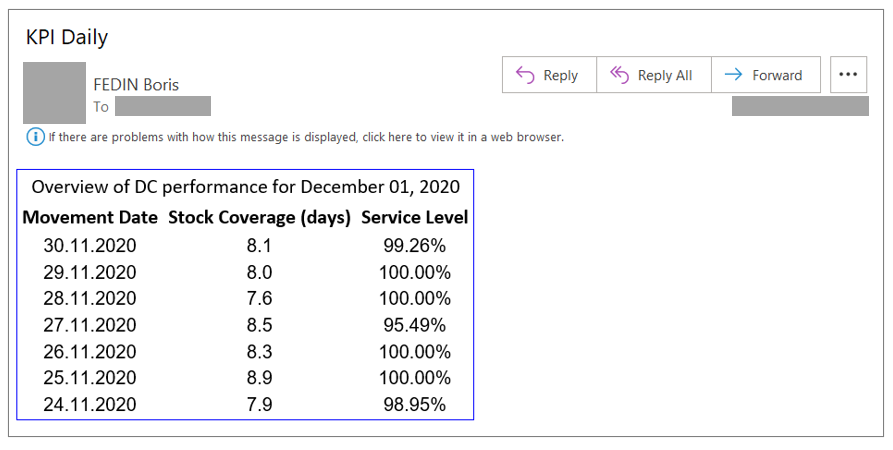 KPI Daily
FEDIN Boris
To
Reply
Reply All
Forward
If there are problems with how this message is displayed, click here to view it in a web browser.
Overview of DC performance for December 01, 2020
Movement Date Stock Coverage (days) Service Level
30.11.2020 8.1 99.26%
29.11.2020 8.0 100.00%
28.11.2020 7.6 100.00%
27.11.2020 8.5 95.49%
26.11.2020 8.3 100.00%
25.11.2020 8.9 100.00%
24.11.2020 7.9 98.95%